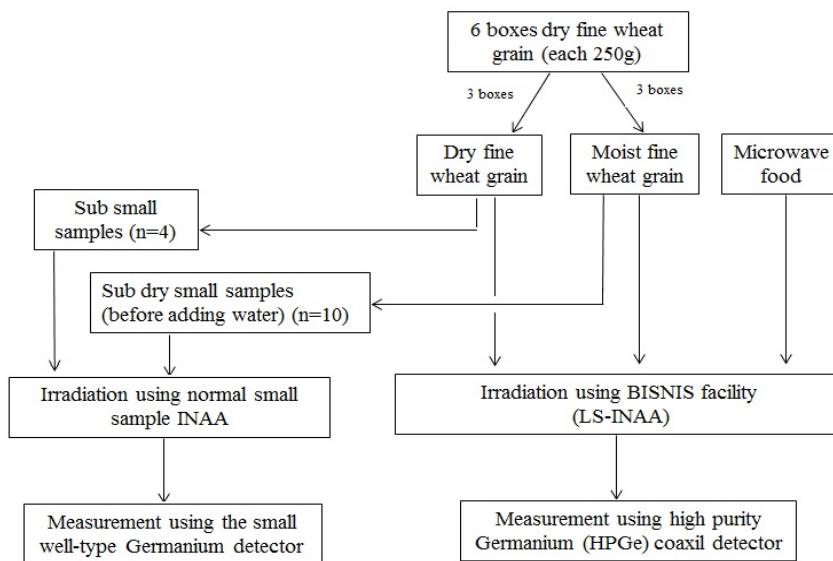 6 boxes dry fine wheat
grain (each 250g)
3 boxes
3 boxes
Dry fine
wheat grain
Moist fine
wheat grain
Microwave
food
Sub small
samples (n=4)
Sub dry small samples
(before adding water) (n=10)
Irradiation using normal small
sample INAA
Irradiation using BISNIS facility
(LS-INAA)
Measurement using the small
well-type Germanium detector
Measurement using high purity
Germanium (HPGe) coaxil detector